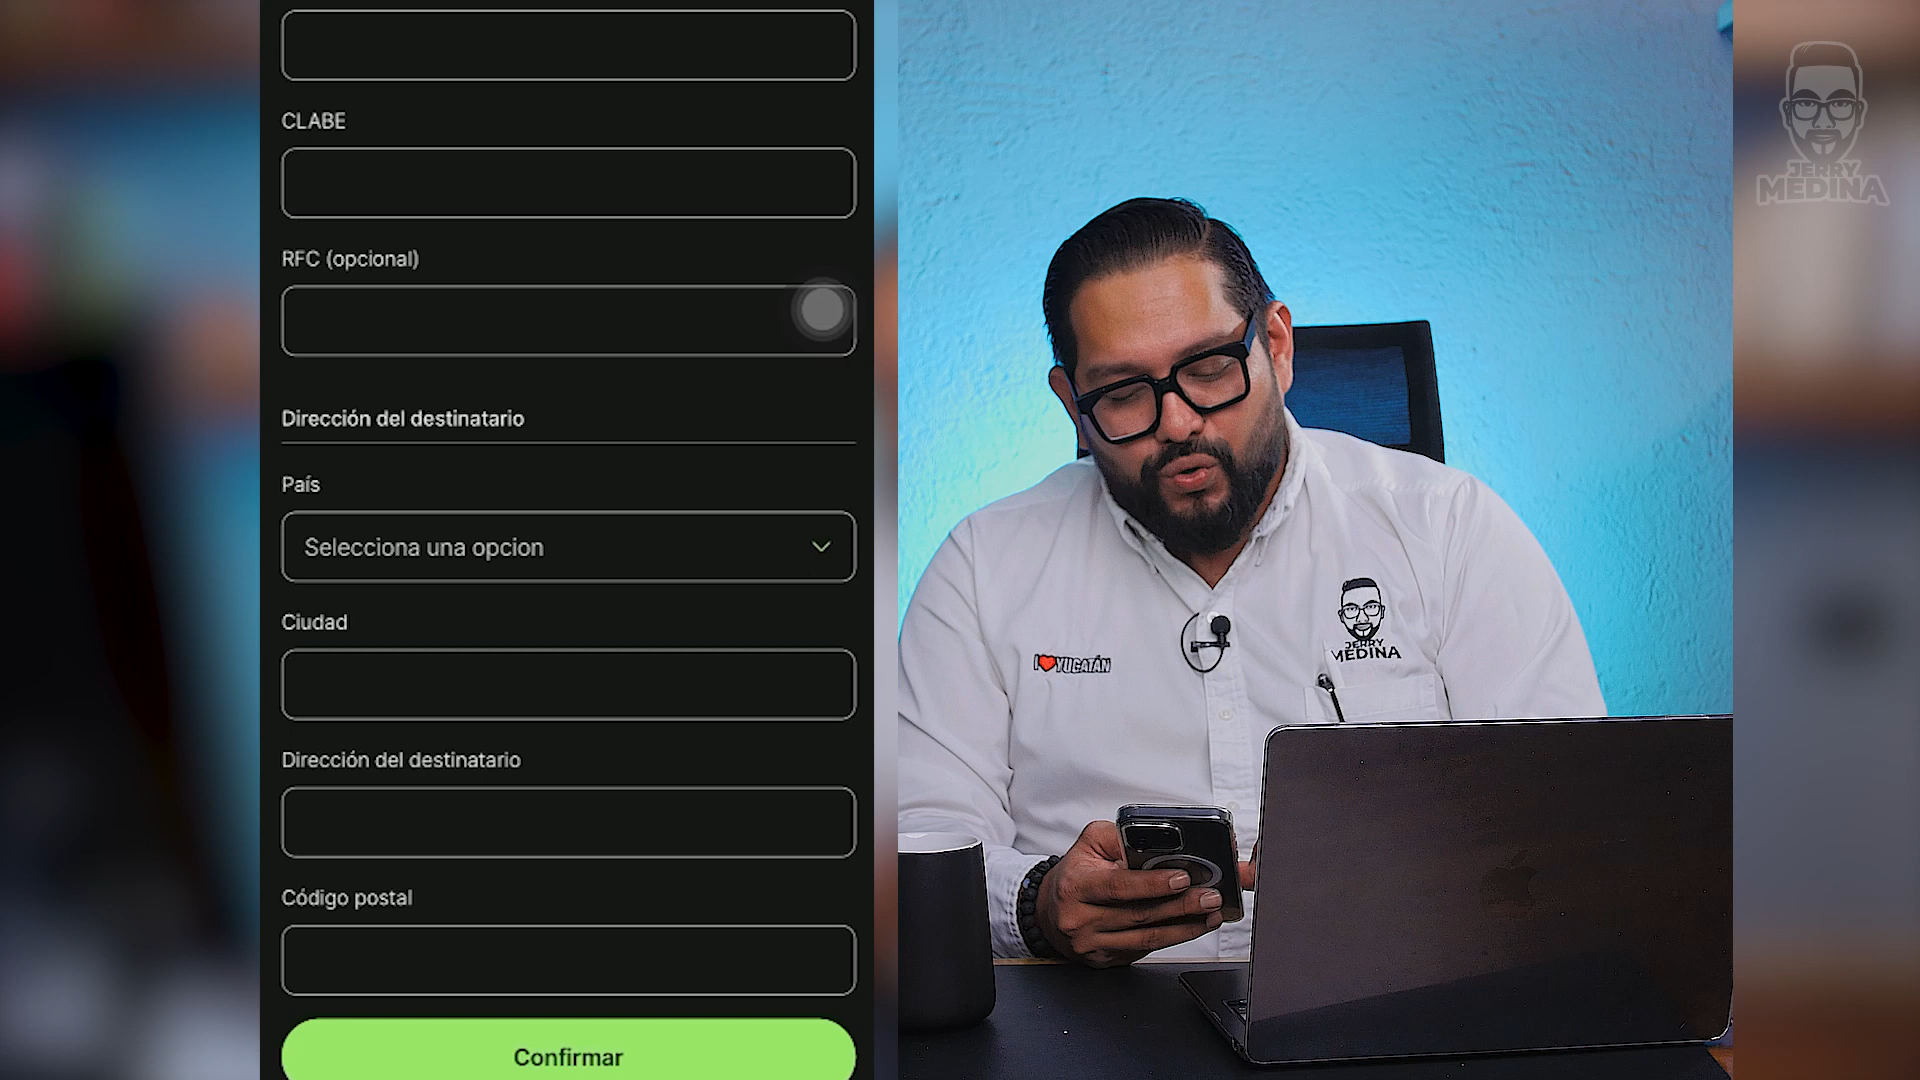 CLABE
RFC (opcional)
Dirección del destinatario
País
Selecciona una opcion
Ciudad
Dirección del destinatario
Código postal
Confirmar
I YUCATÁN
JERRY
MEDINA
JERRY
MEDINA